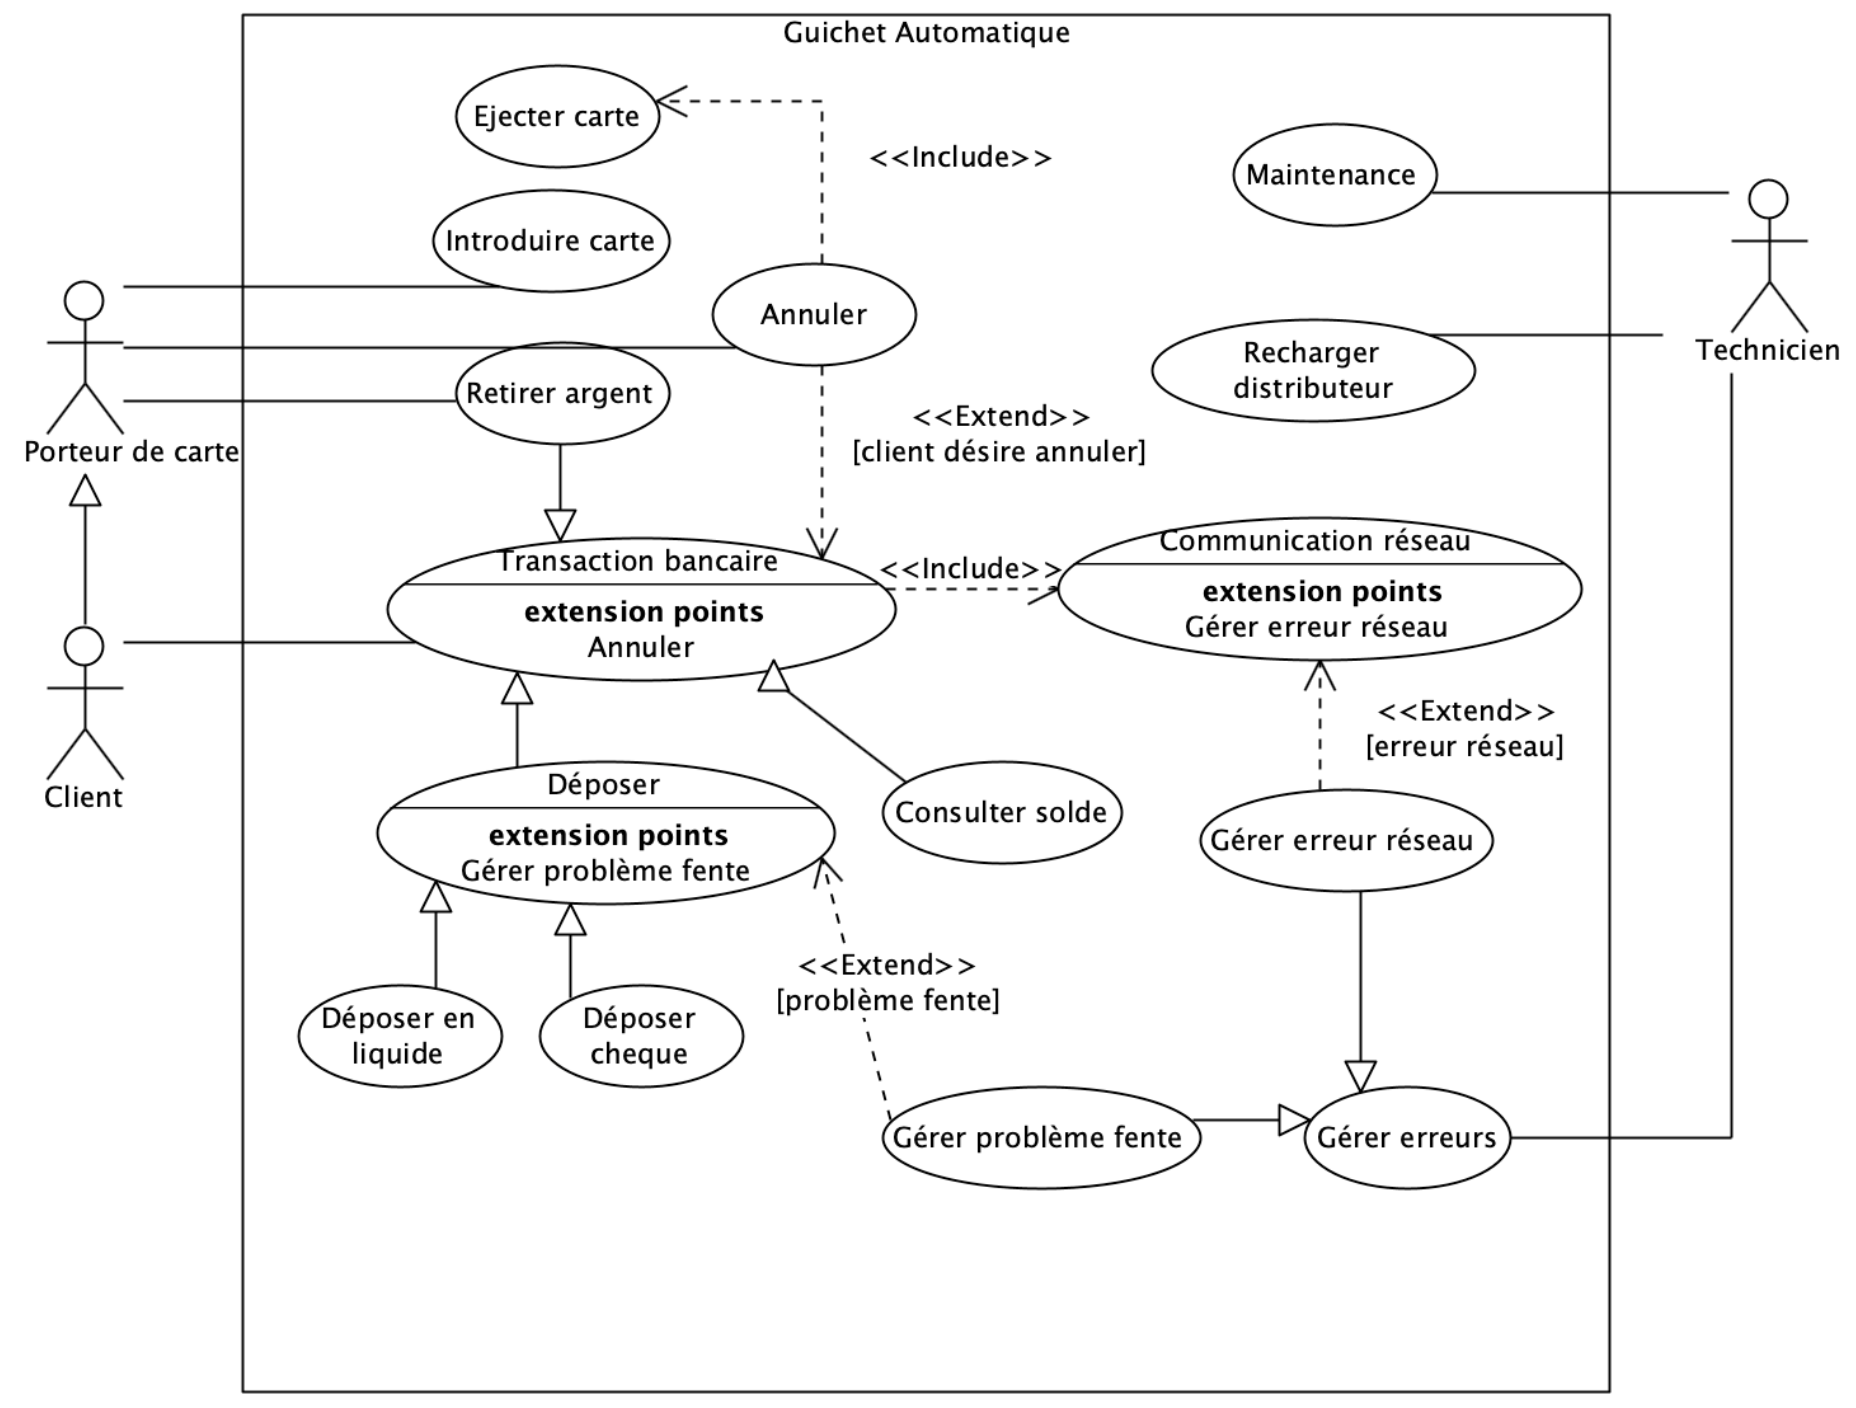 Guichet Automatique
Ejecter carte
<<Include>>
Maintenance
Introduire carte
Annuler
Technicien
Recharger
distributeur
Retirer argent
<<Extend>>
[client désire annuler]
Porteur de carte
Transaction bancaire
extension points
Annuler
<<Include>>
Communication réseau
extension points
Gérer erreur réseau
<<Extend>>
[erreur réseau]
Client
Déposer
extension points
Gérer problème fente
Consulter solde
Gérer erreur réseau
<<Extend>>
[problème fente]
Déposer en
liquide
Déposer
cheque
Gérer problème fente
Gérer erreurs